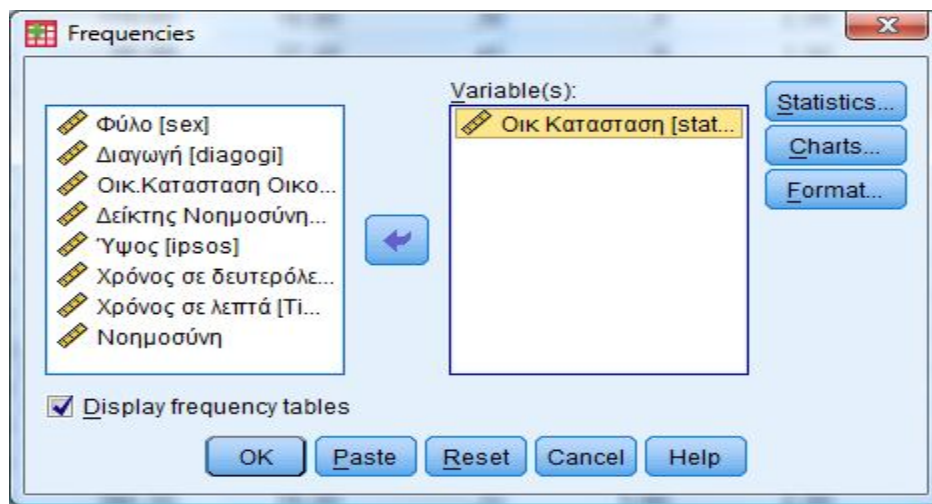 Frequencies
Variable(s):
Φύλο [sex]
Διαγωγή [diagogi]
Οικ.Κατασταση Οικο...
Δείκτης Νοημοσύνη...
Ύψος [ipsos]
Χρόνος σε δευτερόλε...
Χρόνος σε λεπτά [Ti...
Νοημοσύνη
Οικ Κατασταση [stat...
Statistics...
Charts...
Format...
Display frequency tables
OK Paste Reset Cancel Help